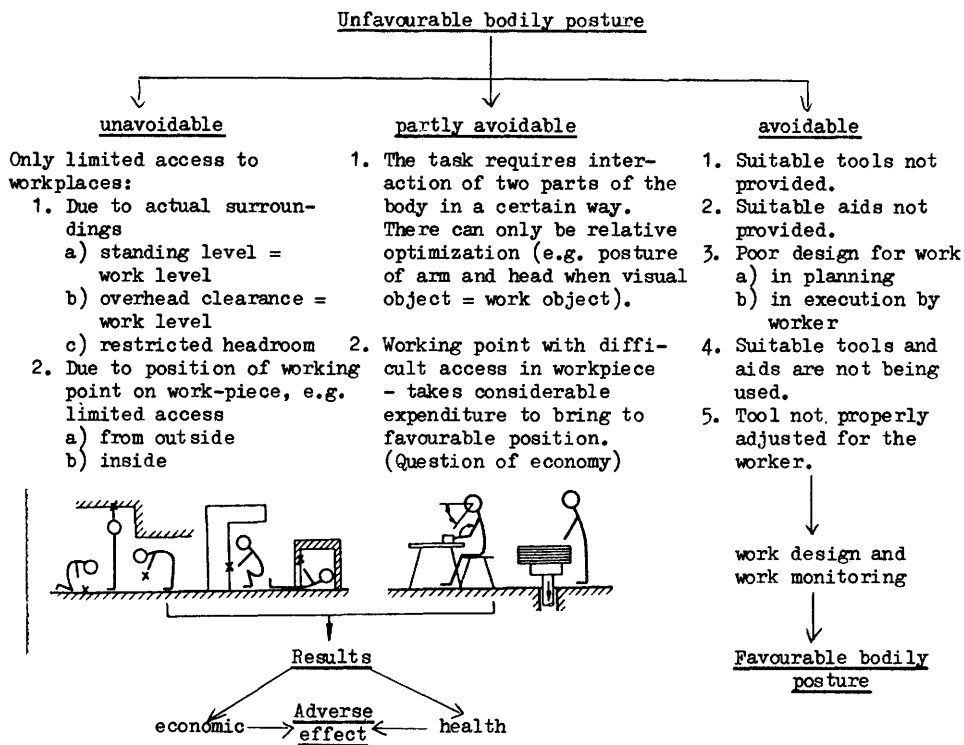 Unfavourable bodily posture
unavoidable
Only limited access to
workplaces:
1. Due to actual surroun-
dings
a) standing level =
work level
b) overhead clearance =
work level
c) restricted headroom
2. Due to position of working
point on work-piece, e.g.
limited access
a) from outside
b) inside
partly avoidable
1. The task requires inter-
action of two parts of the
body in a certain way.
There can only be relative
optimization (e.g. posture
of arm and head when visual
object = work object).
2. Working point with diffi-
cult access in workpiece
- takes considerable
expenditure to bring to
favourable position.
(Question of economy)
avoidable
1. Suitable tools not
provided.
2. Suitable aids not
provided.
3. Poor design for work
a) in planning
b) in execution by
worker
4. Suitable tools and
aids are not being
used.
5. Tool not properly
adjusted for the
worker.
work design and
work monitoring
Favourable bodily
posture
Results
economic
Adverse
effect
health